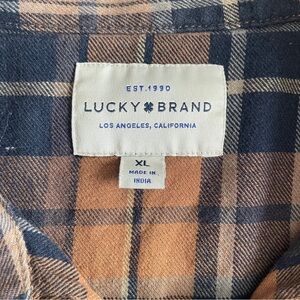 EST.1990
LUCKY BRAND
LOS ANGELES, CALIFORNIA
XL
MADE IN
INDIA